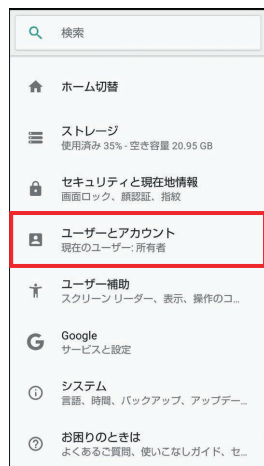 検索
ホーム切替
ストレージ
使用済み 35% - 空き容量 20.95 GB
セキュリティと現在地情報
画面ロック、顔認証、指紋
ユーザーとアカウント
現在のユーザー: 所有者
ユーザー補助
スクリーン リーダー、表示、操作のコ...
Google
サービスと設定
システム
言語、時間、バックアップ、アップデー...
お困りのときは
よくあるご質問、使いこなしガイド、セ...